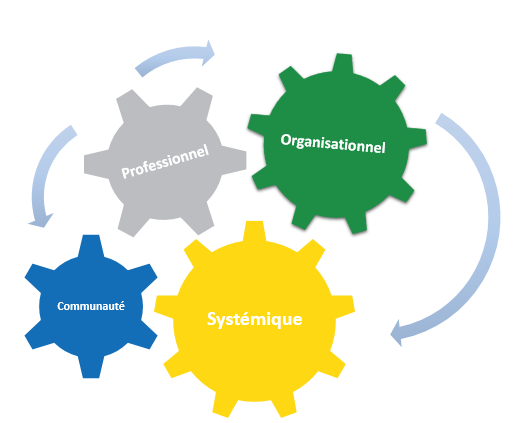 Professionnel
Organisationnel
Communauté
Systémique